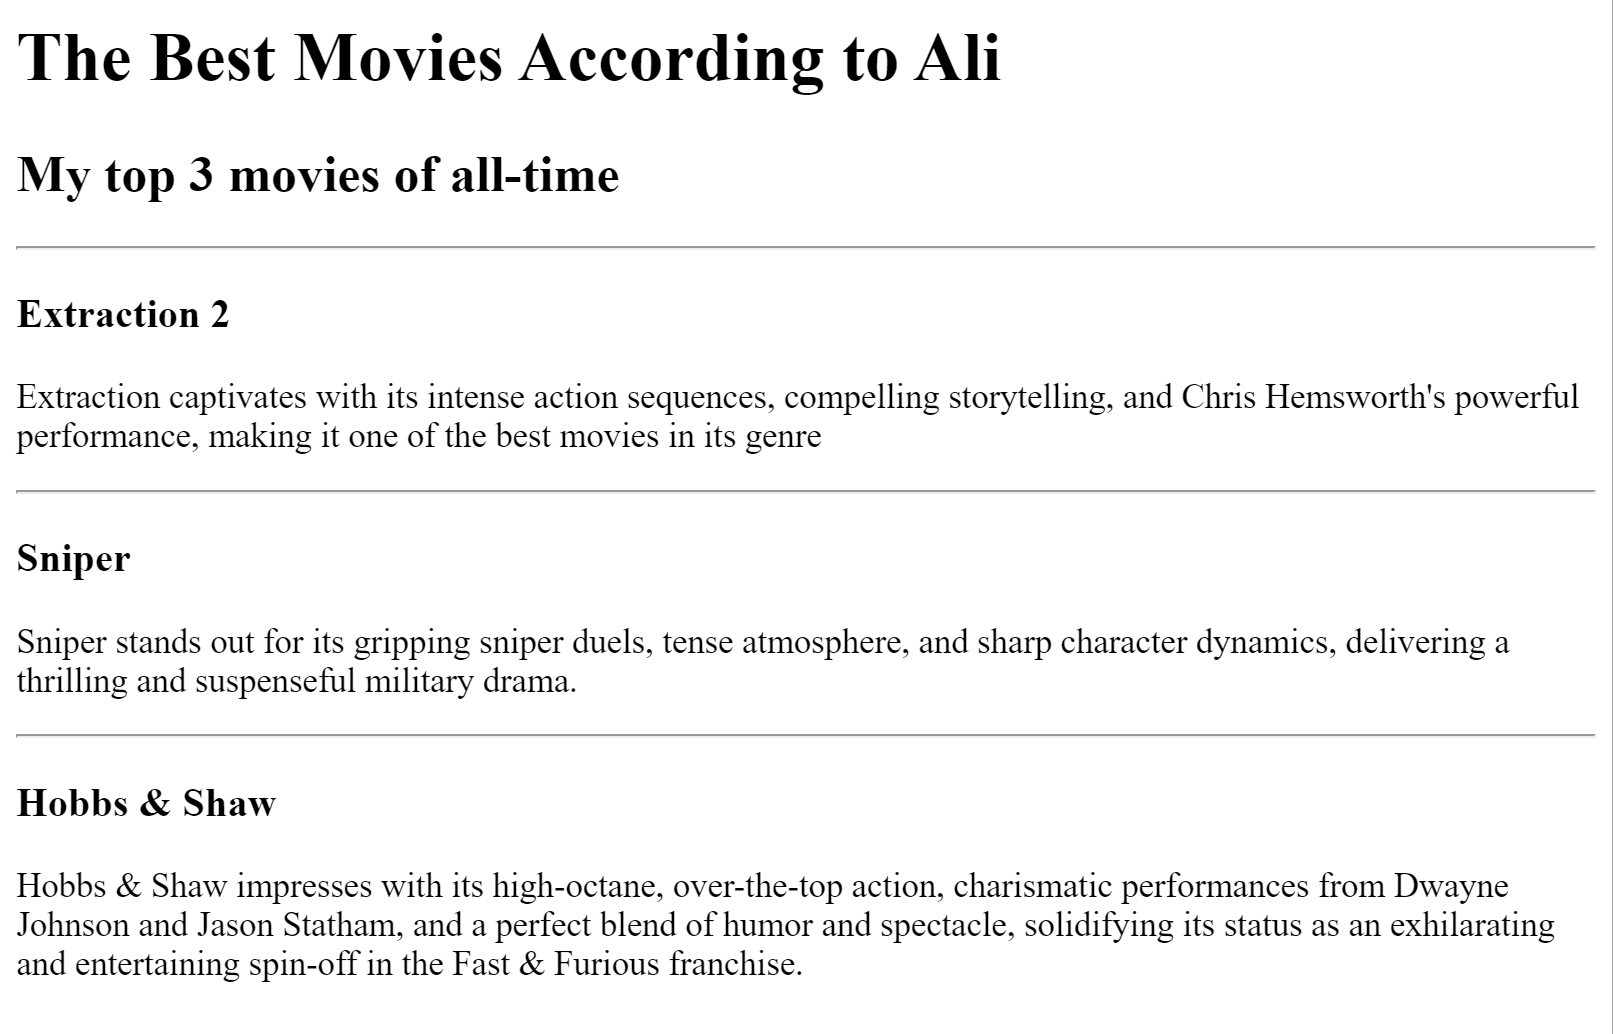 The Best Movies According to Ali
My top 3 movies of all-time
Extraction 2
Extraction captivates with its intense action sequences, compelling storytelling, and Chris Hemsworth's powerful
performance, making it one of the best movies in its genre
Sniper
Sniper stands out for its gripping sniper duels, tense atmosphere, and sharp character dynamics, delivering a
thrilling and suspenseful military drama.
Hobbs & Shaw
Hobbs & Shaw impresses with its high-octane, over-the-top action, charismatic performances from Dwayne
Johnson and Jason Statham, and a perfect blend of humor and spectacle, solidifying its status as an exhilarating
and entertaining spin-off in the Fast & Furious franchise.